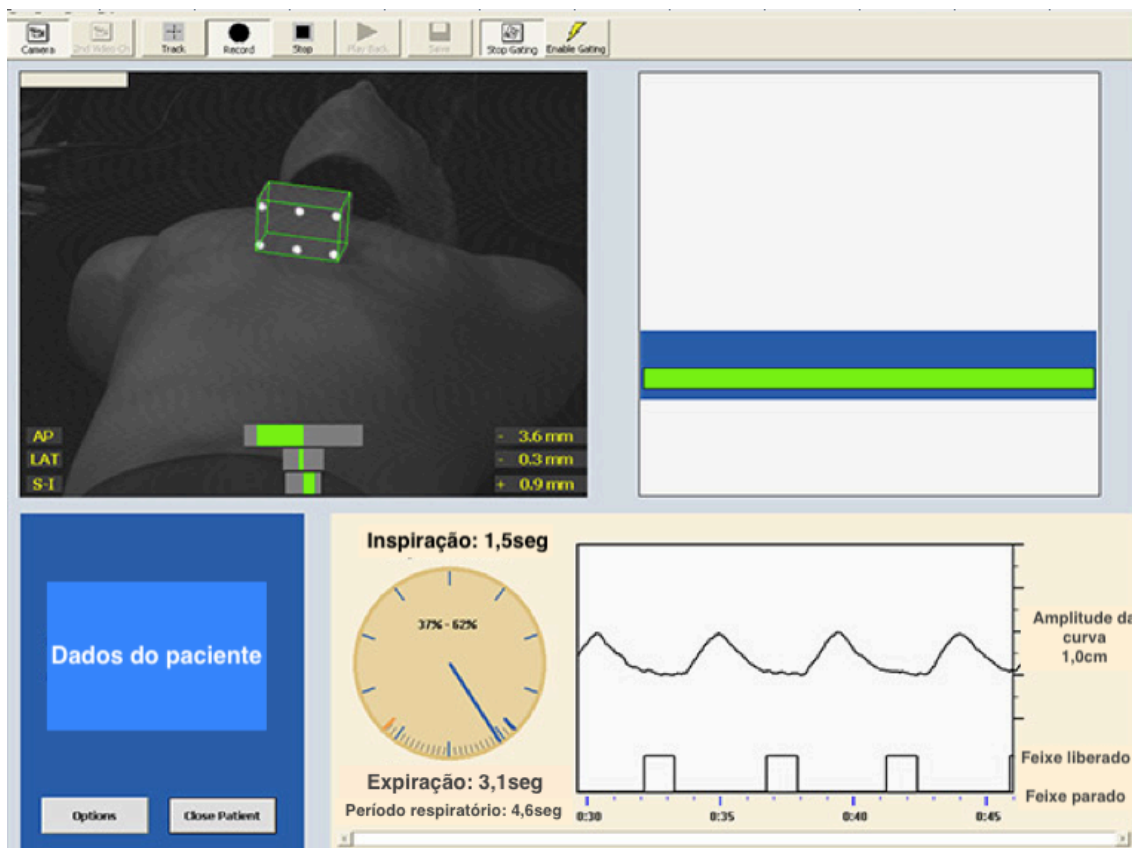 Camera
2nd Video Ch
Track
Record
Stop
Play Back
Save
Stop Gating
Enable Gating
AP
- 3.6 mm
LAT
- 0.3 mm
S-I
+ 0.9 mm
Dados do paciente
Options
Close Patient
Inspiração: 1,5seg
37% - 62%
Expiração: 3,1seg
Período respiratório: 4,6seg
Amplitude da
curva
1,0cm
Feixe liberado
Feixe parado
0:30
0:35
0:40
0:45